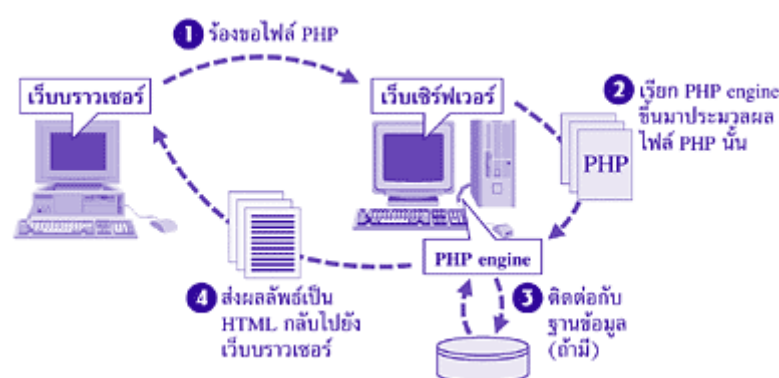 1 ร้องขอไฟล์ PHP
เว็บบราวเซอร์
เว็บเซิร์ฟเวอร์
2 เรียก PHP engine
ขึ้นมาประมวลผล
ไฟล์ PHP นั้น
PHP
PHP engine
3 ติดต่อกับ
ฐานข้อมูล
(ถ้ามี)
4 ส่งผลลัพธ์เป็น
HTML กลับไปยัง
เว็บบราวเซอร์